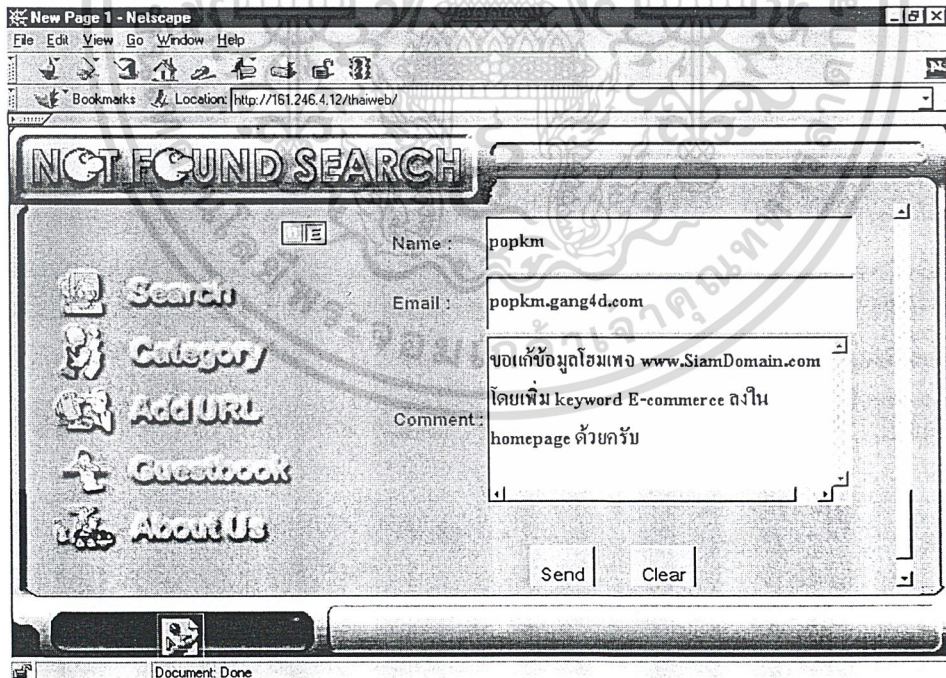 New Page 1 - Netscape
File Edit View Go Window Help
Bookmarks Location: http://161.246.4.12/thaiweb/
NOT FOUND SEARCH
Name : popkm
Search
Email : popkm.gang4d.com
Category
Add URL
Guestbook
About Us
Comment : ขอแก้ข้อมูลโฮมเพจ www.SiamDomain.com
โดยเพิ่ม keyword E-commerce ลงใน
homepage ด้วยครับ
Send Clear
Document: Done